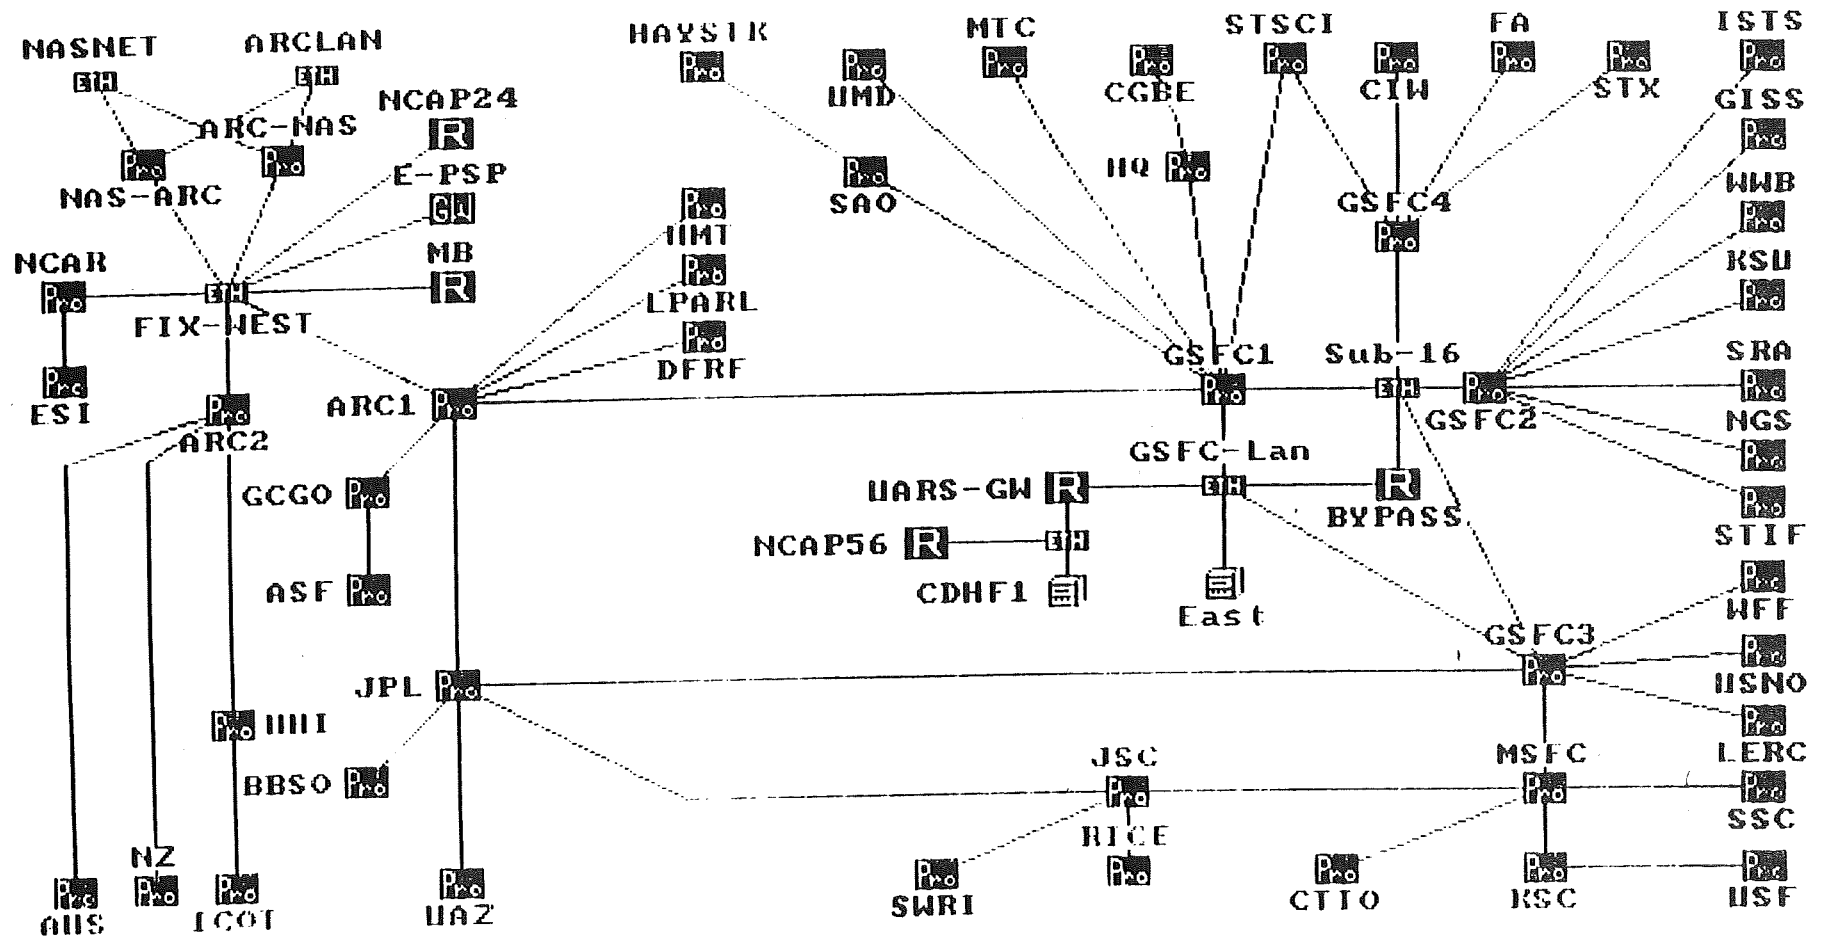 NASNET
ARCLAN
HAYSTK
MTC
STSCI
FA
ISTS
UMD
CGBE
CIW
STX
NCAP24
ARC-NAS
GISS
E-PSP
NAS-ARC
SAO
HQ
GSFC4
WWB
HMT
MB
NCAR
KSU
LPARL
FIX-WEST
DFRF
GSFC1
Sub-16
SRA
ESI
ARC1
ARC2
GSFC2
NGS
GSFC-Lan
GCGO
UARS-GW
BYPASS
STIF
NCAP56
ASF
CDHF1
East
WFF
GSFC3
JPL
USNO
BBSO
JSC
MSFC
LERC
SSC
RICE
NZ
AUS
ICOT
UAZ
SWRI
CTIO
KSC
USF